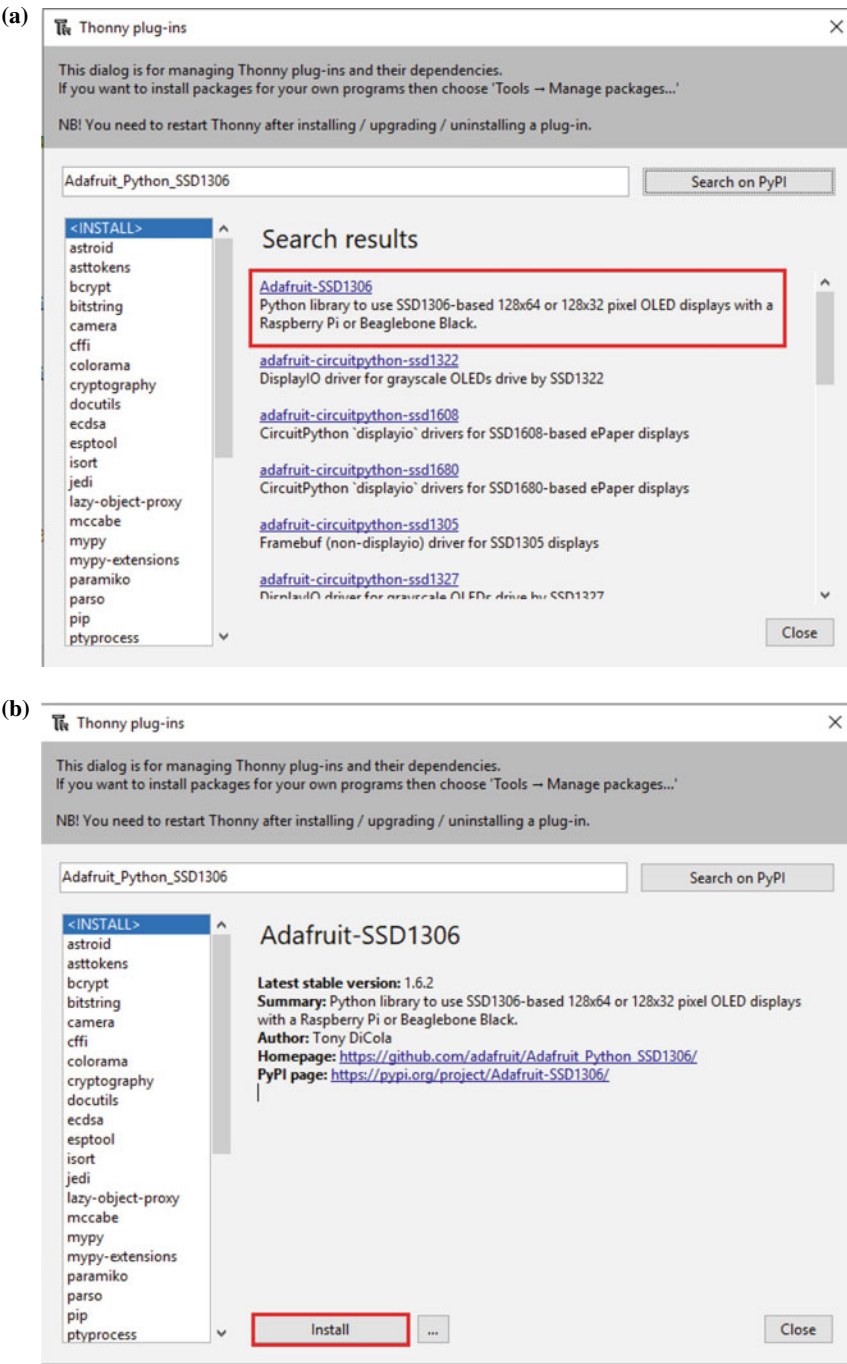 (a)
Thonny plug-ins
This dialog is for managing Thonny plug-ins and their dependencies.
If you want to install packages for your own programs then choose 'Tools → Manage packages...'
NB! You need to restart Thonny after installing / upgrading / uninstalling a plug-in.
Adafruit_Python_SSD1306
Search on PyPI
<INSTALL>
astroid
asttokens
bcrypt
bitstring
camera
cffi
colorama
cryptography
docutils
ecdsa
esptool
isort
jedi
lazy-object-proxy
mccabe
mypy
mypy-extensions
paramiko
parso
pip
ptyprocess
Search results
Adafruit-SSD1306
Python library to use SSD1306-based 128x64 or 128x32 pixel OLED displays with a
Raspberry Pi or Beaglebone Black.
adafruit-circuitpython-ssd1322
DisplayIO driver for grayscale OLEDs drive by SSD1322
adafruit-circuitpython-ssd1608
CircuitPython `displayio` drivers for SSD1608-based ePaper displays
adafruit-circuitpython-ssd1680
CircuitPython `displayio` drivers for SSD1680-based ePaper displays
adafruit-circuitpython-ssd1305
Framebuf (non-displayio) driver for SSD1305 displays
adafruit-circuitpython-ssd1327
DisplayIO driver for grayscale OLEDs drive by SSD1327
Close
(b)
Thonny plug-ins
This dialog is for managing Thonny plug-ins and their dependencies.
If you want to install packages for your own programs then choose 'Tools → Manage packages...'
NB! You need to restart Thonny after installing / upgrading / uninstalling a plug-in.
Adafruit_Python_SSD1306
Search on PyPI
<INSTALL>
astroid
asttokens
bcrypt
bitstring
camera
cffi
colorama
cryptography
docutils
ecdsa
esptool
isort
jedi
lazy-object-proxy
mccabe
mypy
mypy-extensions
paramiko
parso
pip
ptyprocess
Adafruit-SSD1306
Latest stable version: 1.6.2
Summary: Python library to use SSD1306-based 128x64 or 128x32 pixel OLED displays
with a Raspberry Pi or Beaglebone Black.
Author: Tony DiCola
Homepage: https://github.com/adafruit/Adafruit_Python_SSD1306/
PyPI page: https://pypi.org/project/Adafruit-SSD1306/
Install
...
Close